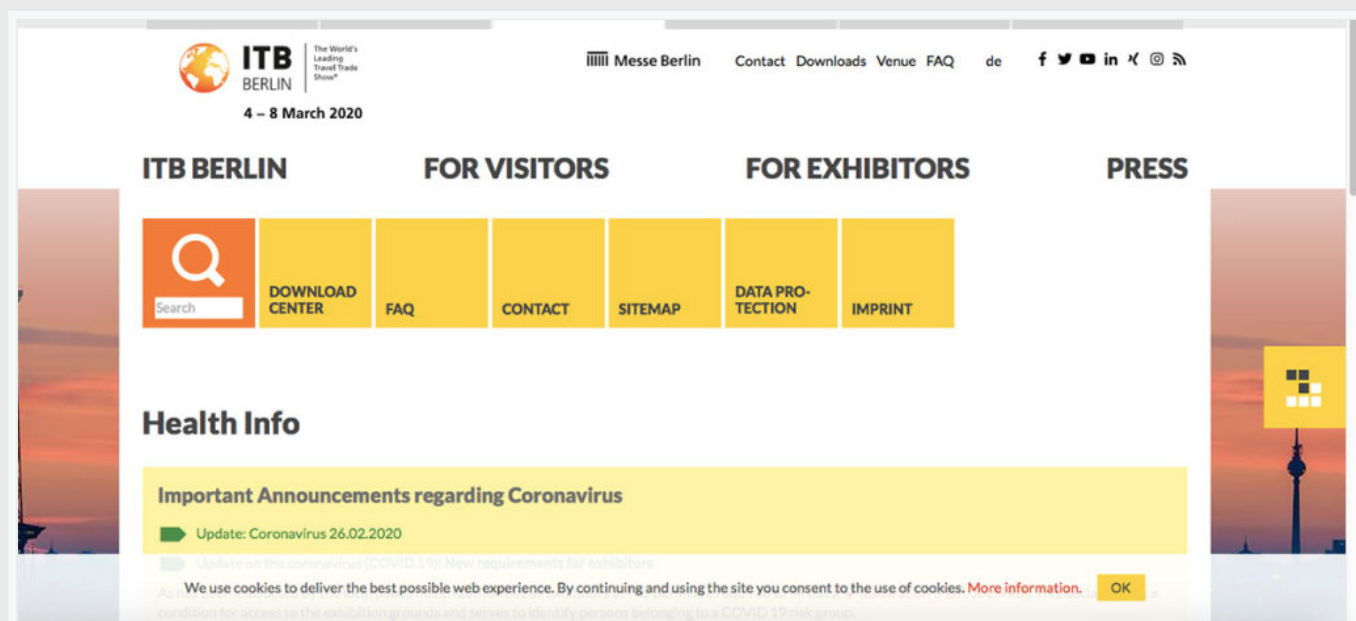 ITB
BERLIN
The World's
Leading
Travel Trade
Show®
4 – 8 March 2020
Messe Berlin
Contact Downloads Venue FAQ de
ITB BERLIN FOR VISITORS FOR EXHIBITORS PRESS
Search
DOWNLOAD
CENTER
FAQ
CONTACT
SITEMAP
DATA PRO-
TECTION
IMPRINT
Health Info
Important Announcements regarding Coronavirus
Update: Coronavirus 26.02.2020
Update on the coronavirus (COVID 19): New requirements for exhibitors
We use cookies to deliver the best possible web experience. By continuing and using the site you consent to the use of cookies. More information. OK
condition for access to the exhibition grounds and serves to identify persons belonging to a COVID 19 risk group.